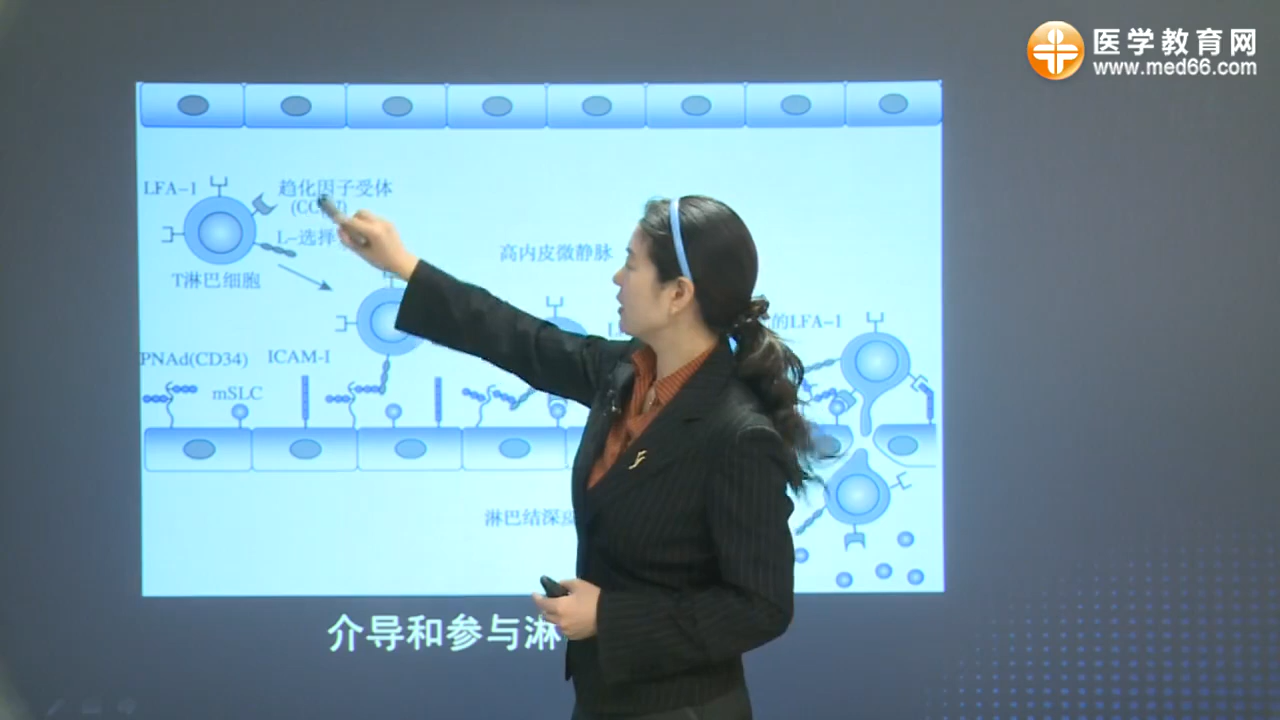 医学教育网
www.med66.com
LFA-1
趋化因子受体
L-选择
T淋巴细胞
高内皮微静脉
的LFA-1
PNAd(CD34)
ICAM-I
mSLC
淋巴结深
介导和参与淋